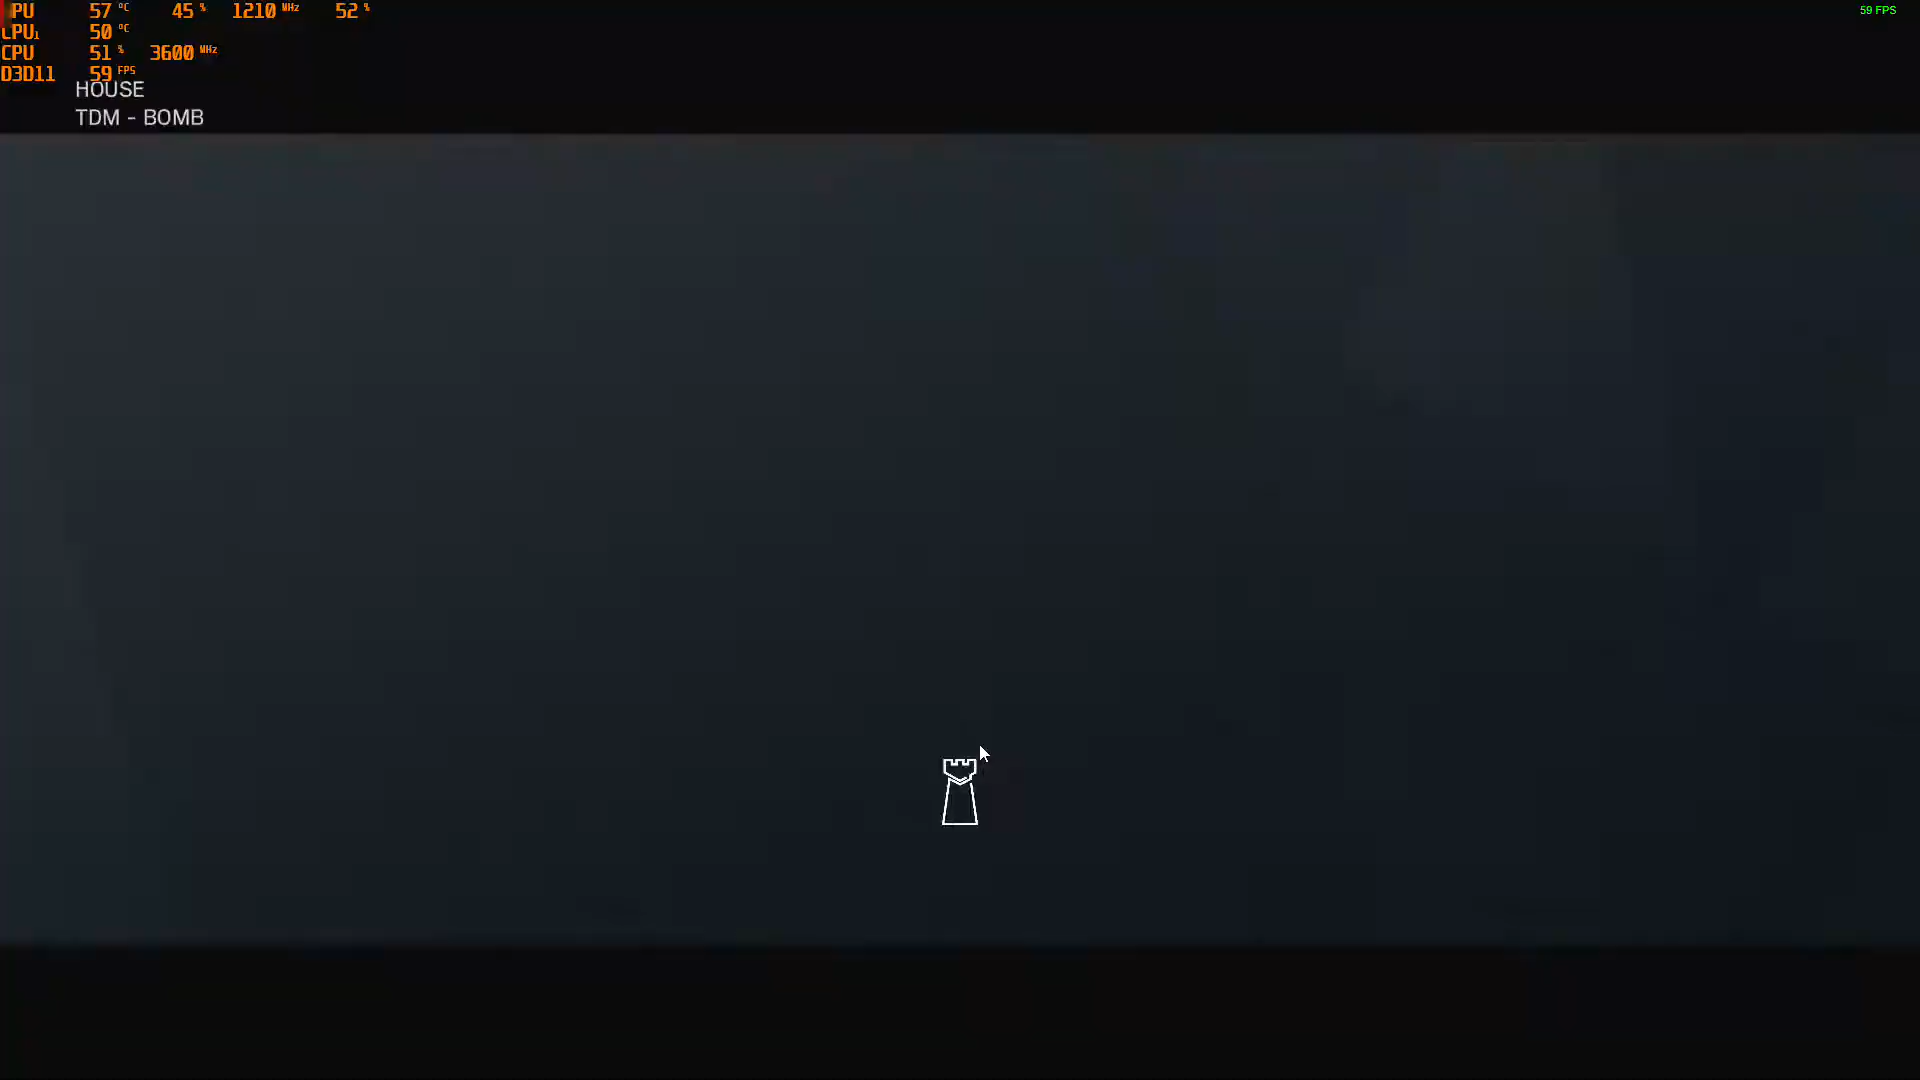 PU 57 °C 45 % 1210 MHz 52 %
CPU1 50 °C
CPU 51 % 3600 MHz
D3D11 59 FPS
59 FPS
HOUSE
TDM - BOMB